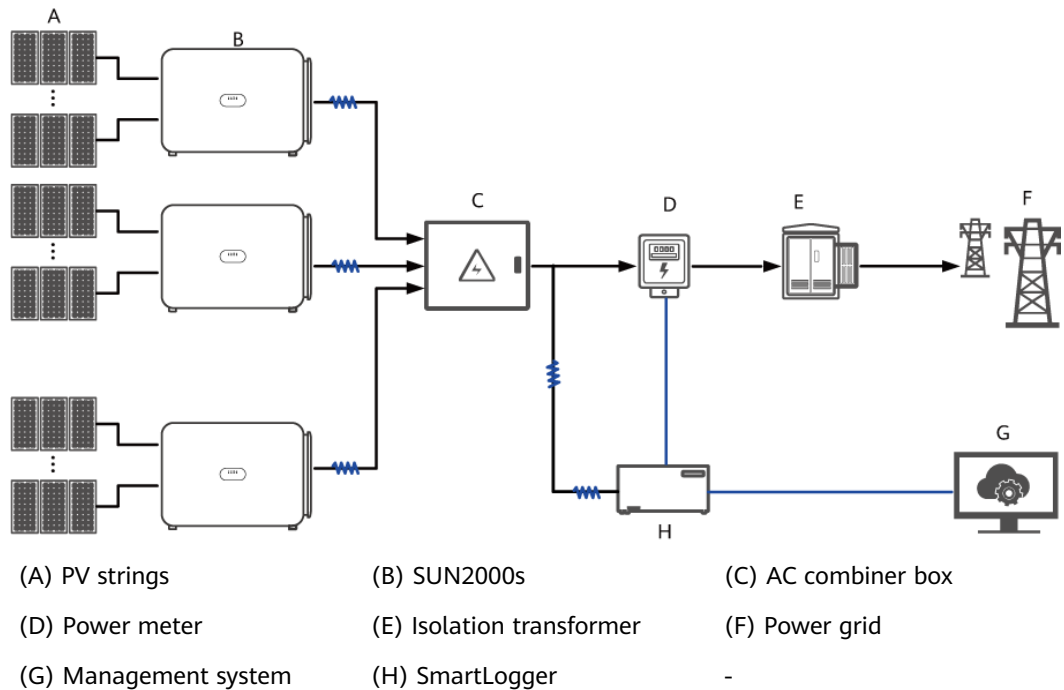 A
B
C
D
E
F
G
H
(A) PV strings (B) SUN2000s (C) AC combiner box
(D) Power meter (E) Isolation transformer (F) Power grid
(G) Management system (H) SmartLogger -